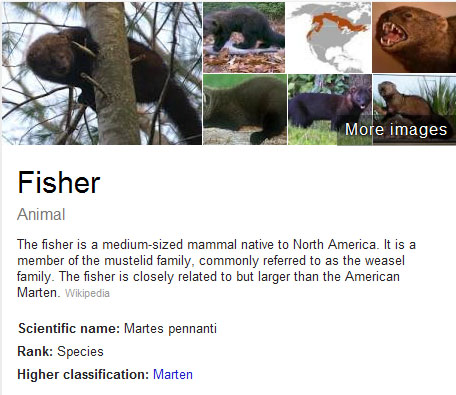 More images
Fisher
Animal
The fisher is a medium-sized mammal native to North America. It is a
member of the mustelid family, commonly referred to as the weasel
family. The fisher is closely related to but larger than the American
Marten. Wikipedia
Scientific name: Martes pennanti
Rank: Species
Higher classification: Marten